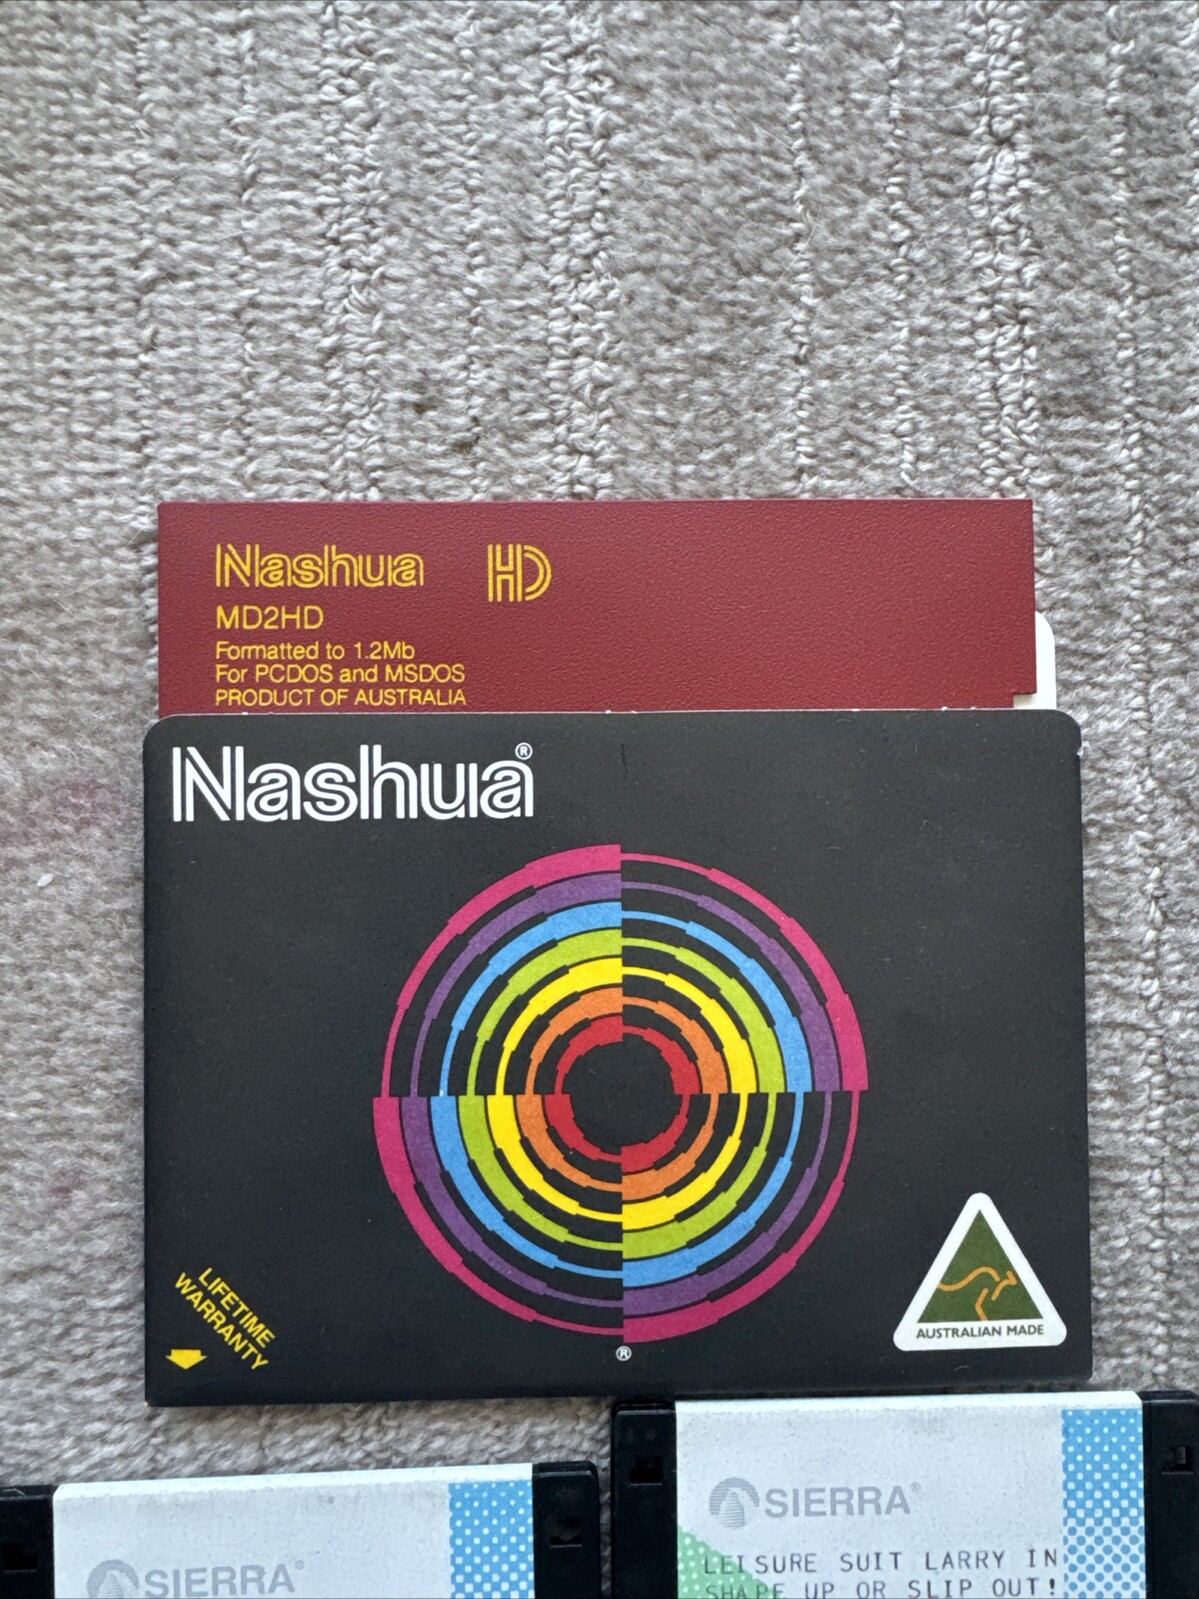 Nashua HD
MD2HD
Formatted to 1.2Mb
For PCDOS and MSDOS
PRODUCT OF AUSTRALIA
Nashua®
LIFETIME
WARRANTY
AUSTRALIAN MADE
®
SIERRA®
LEISURE SUIT LARRY IN
SHAPE UP OR SLIP OUT!
SIERRA®